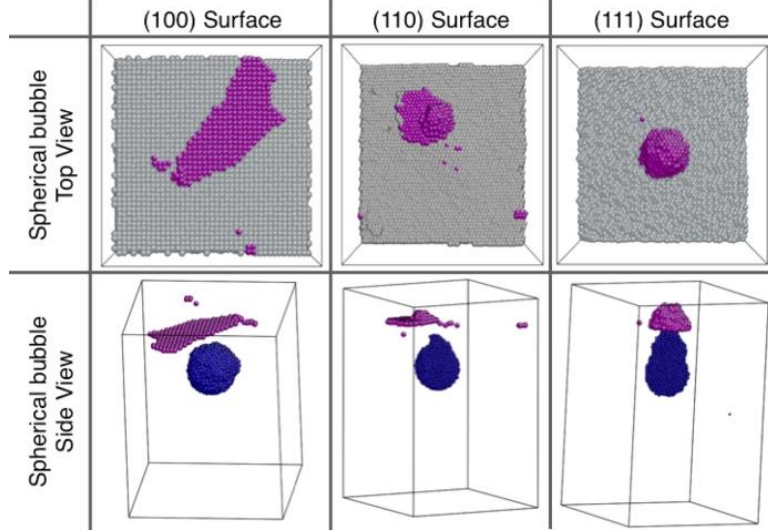 (100) Surface
(110) Surface
(111) Surface
Spherical bubble
Top View
Spherical bubble
Side View